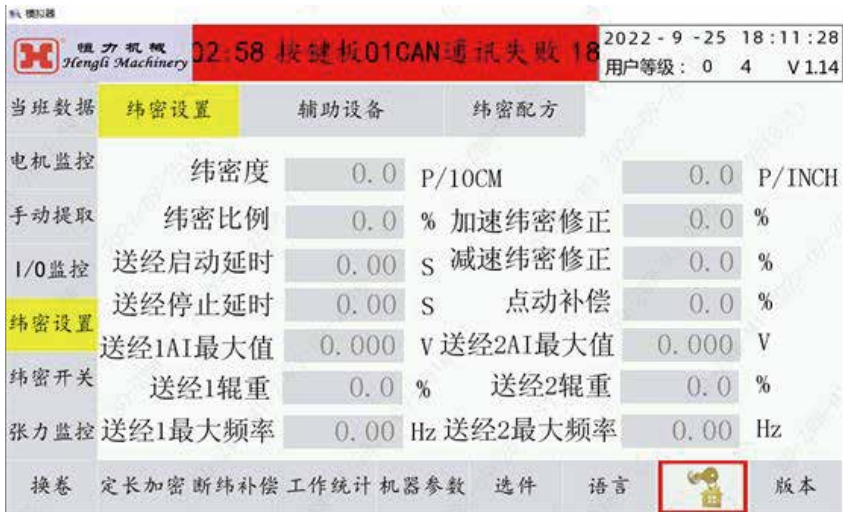 模拟器
恒力机械
Hengli Machinery
02:58 按键板01CAN通讯失败 18
2022 - 9 -25 18:11:28
用户等级： 0 4 V 1.14
当班数据 纬密设置 辅助设备 纬密配方
电机监控 纬密度 0.0 P/10CM 0.0 P/INCH
手动提取 纬密比例 0.0 % 加速纬密修正 0.0 %
I/O监控 送经启动延时 0.00 S 减速纬密修正 0.0 %
纬密设置 送经停止延时 0.00 S 点动补偿 0.0 %
送经1AI最大值 0.000 V 送经2AI最大值 0.000 V
纬密开关 送经1辊重 0.0 % 送经2辊重 0.0 %
张力监控 送经1最大频率 0.00 Hz 送经2最大频率 0.00 Hz
换卷 定长加密 断纬补偿 工作统计 机器参数 选件 语言 版本